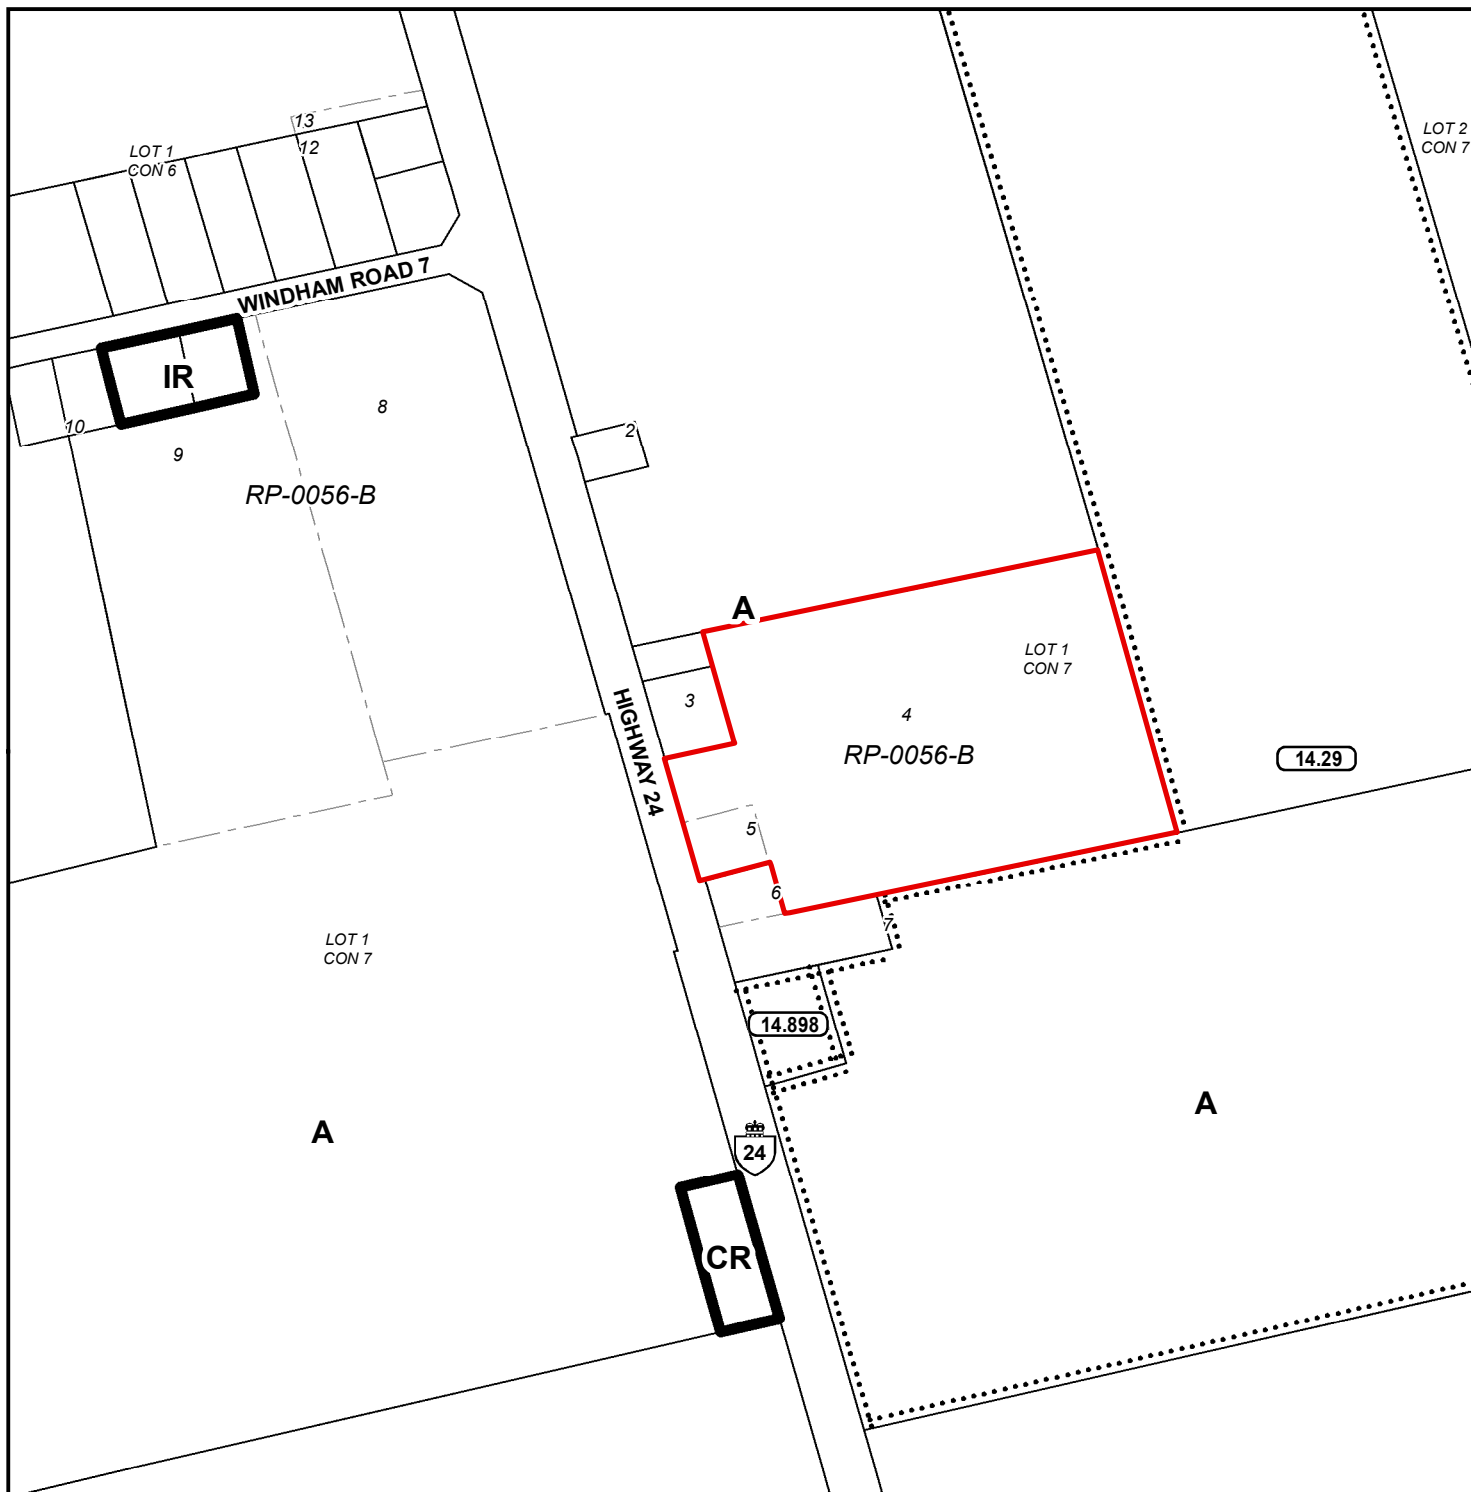 13
12
LOT 1
CON 6
LOT 2
CON 7
WINDHAM ROAD 7
IR
8
10
9
2
RP-0056-B
A
LOT 1
CON 7
3
HIGHWAY 24
4
RP-0056-B
14.29
5
6
7
LOT 1
CON 7
14.898
A
A
24
CR